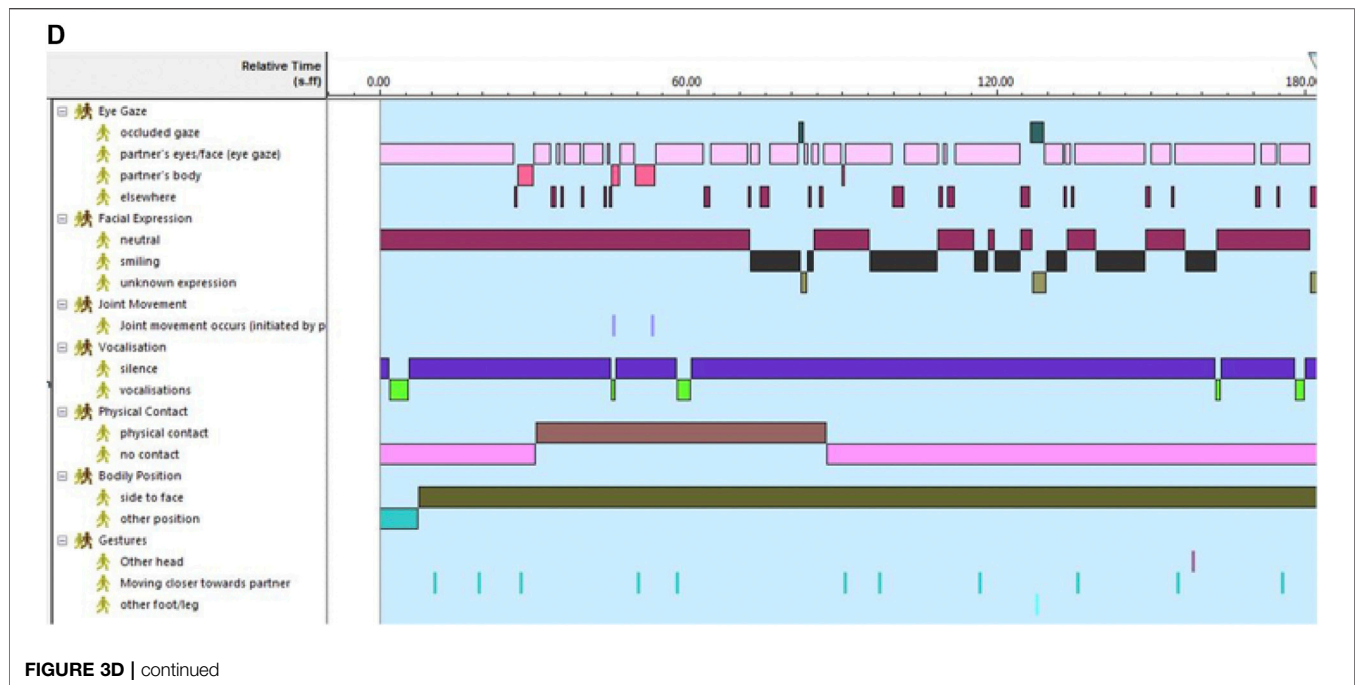 D
Relative Time
(s.ff)
0.00 60.00 120.00 180.0
Eye Gaze
occluded gaze
partner's eyes/face (eye gaze)
partner's body
elsewhere
Facial Expression
neutral
smiling
unknown expression
Joint Movement
Joint movement occurs (initiated by p
Vocalisation
silence
vocalisations
Physical Contact
physical contact
no contact
Bodily Position
side to face
other position
Gestures
Other head
Moving closer towards partner
other foot/leg
FIGURE 3D | continued